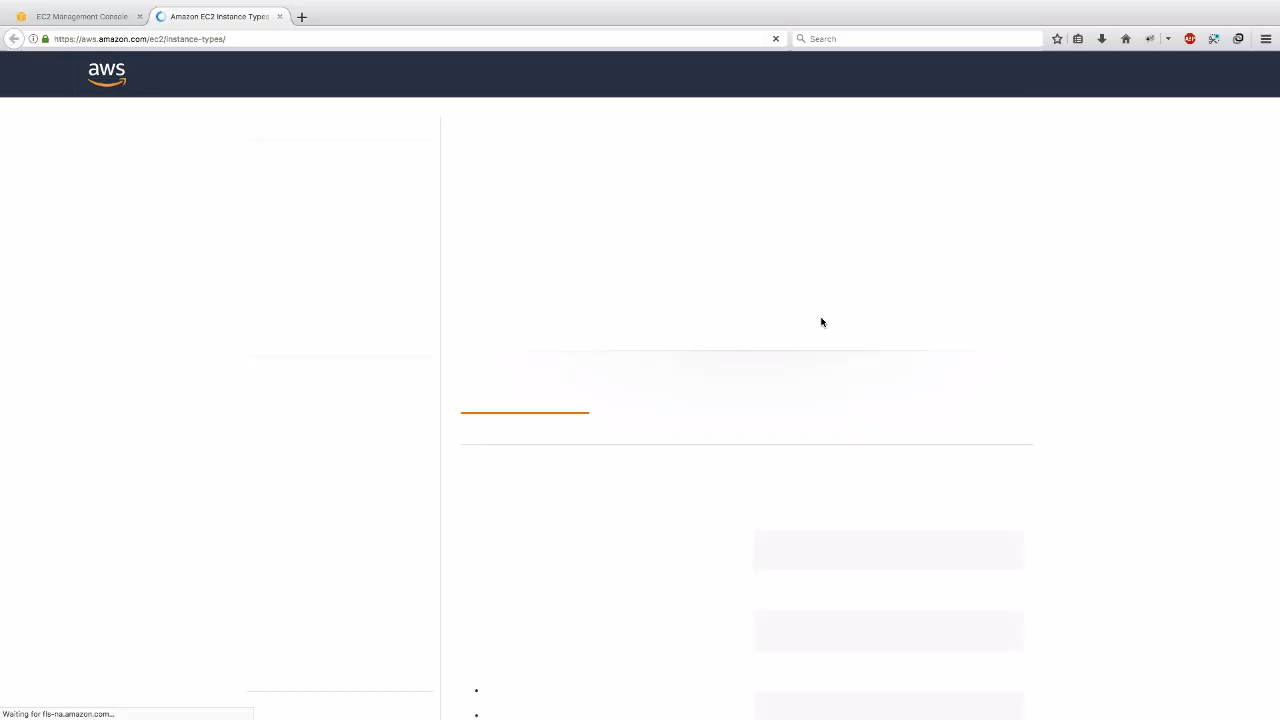 EC2 Management Console
Amazon EC2 Instance Types
https://aws.amazon.com/ec2/instance-types/
Search
ABP
aws
Waiting for fls-na.amazon.com...